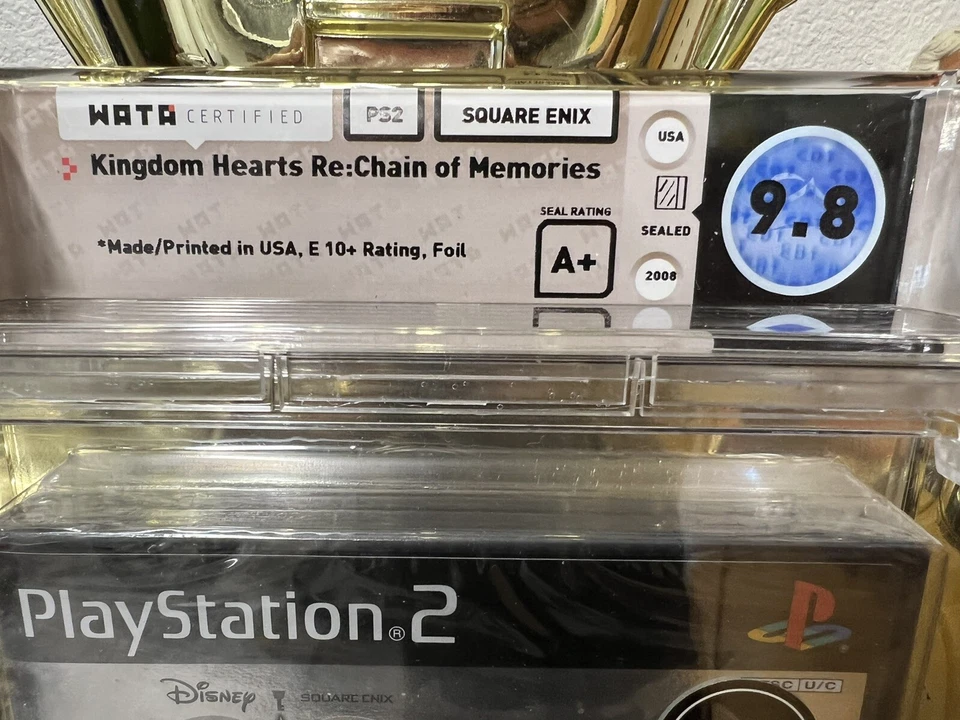 WATA CERTIFIED
PS2
SQUARE ENIX
USA
Kingdom Hearts Re:Chain of Memories
SEAL RATING
A+
SEALED
*Made/Printed in USA, E 10+ Rating, Foil
2008
9.8
PlayStation®2
Disney
SQUARE ENIX
U/C